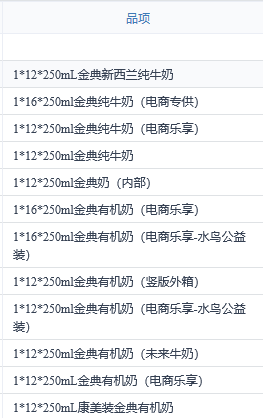 品项
1*12*250mL金典新西兰纯牛奶
1*16*250ml金典纯牛奶（电商专供）
1*12*250ml金典纯牛奶（电商乐享）
1*12*250ml金典纯牛奶
1*12*250ml金典奶（内部）
1*16*250ml金典有机奶（电商乐享）
1*16*250ml金典有机奶（电商乐享-水鸟公益
装）
1*12*250ml金典有机奶（竖版外箱）
1*12*250ml金典有机奶（电商乐享-水鸟公益
装）
1*12*250ml金典有机奶（未来牛奶）
1*12*250mL金典有机奶（电商乐享）
1*12*250mL康美装金典有机奶